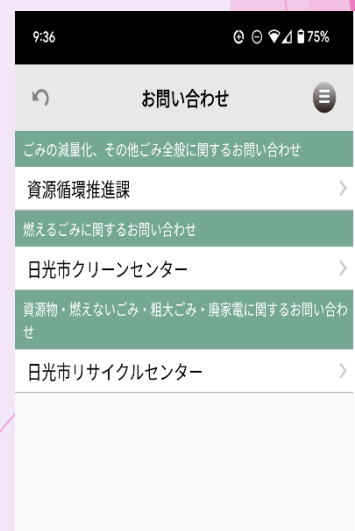 9:36
75%
お問い合わせ
ごみの減量化、その他ごみ全般に関するお問い合わせ
資源循環推進課
燃えるごみに関するお問い合わせ
日光市クリーンセンター
資源物・燃えないごみ・粗大ごみ・廃家電に関するお問い合わ
せ
日光市リサイクルセンター